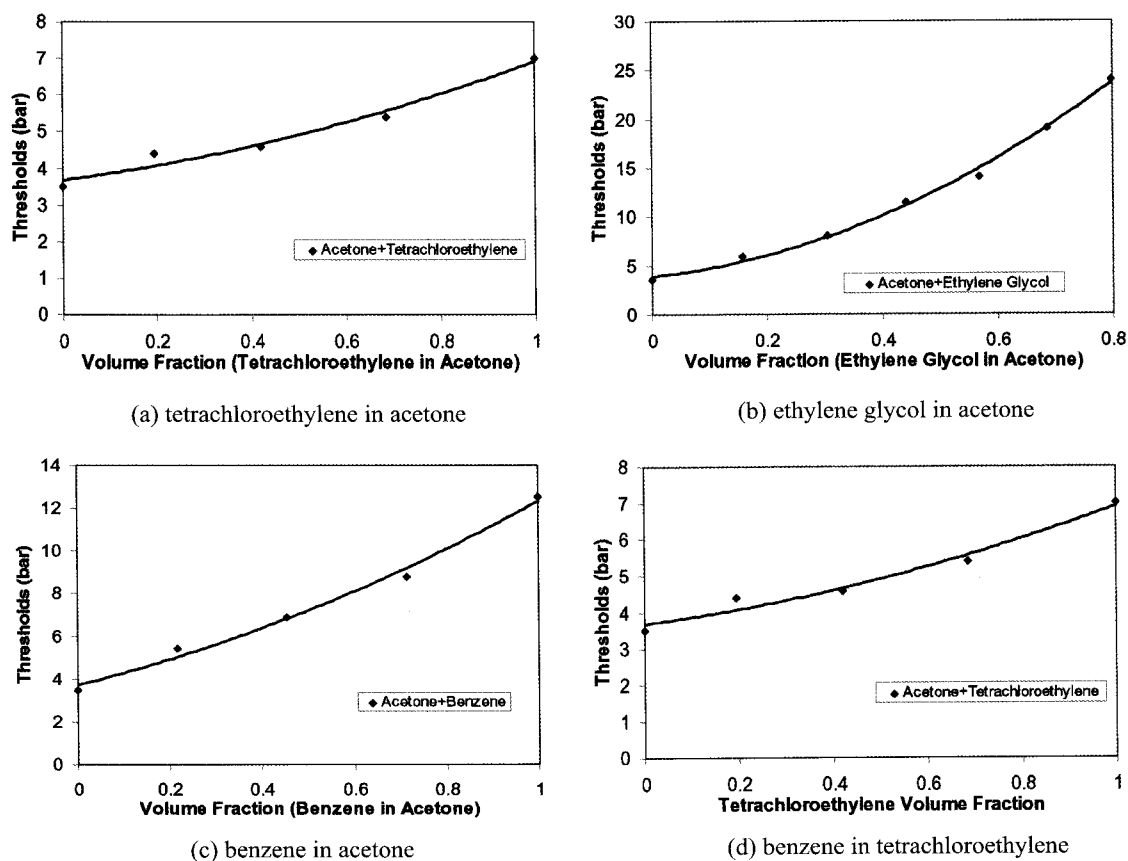 8
7
6
5
4
3
2
1
0
Thresholds (bar)
Acetone+Tetrachloroethylene
0 0.2 0.4 0.6 0.8 1
Volume Fraction (Tetrachloroethylene in Acetone)
(a) tetrachloroethylene in acetone
30
25
20
15
10
5
0
Thresholds (bar)
Acetone+Ethylene Glycol
0 0.2 0.4 0.6 0.8
Volume Fraction (Ethylene Glycol in Acetone)
(b) ethylene glycol in acetone
14
12
10
8
6
4
2
0
Thresholds (bar)
Acetone+Benzene
0 0.2 0.4 0.6 0.8 1
Volume Fraction (Benzene in Acetone)
(c) benzene in acetone
8
7
6
5
4
3
2
1
0
Thresholds (bar)
Acetone+Tetrachloroethylene
0 0.2 0.4 0.6 0.8 1
Tetrachloroethylene Volume Fraction
(d) benzene in tetrachloroethylene